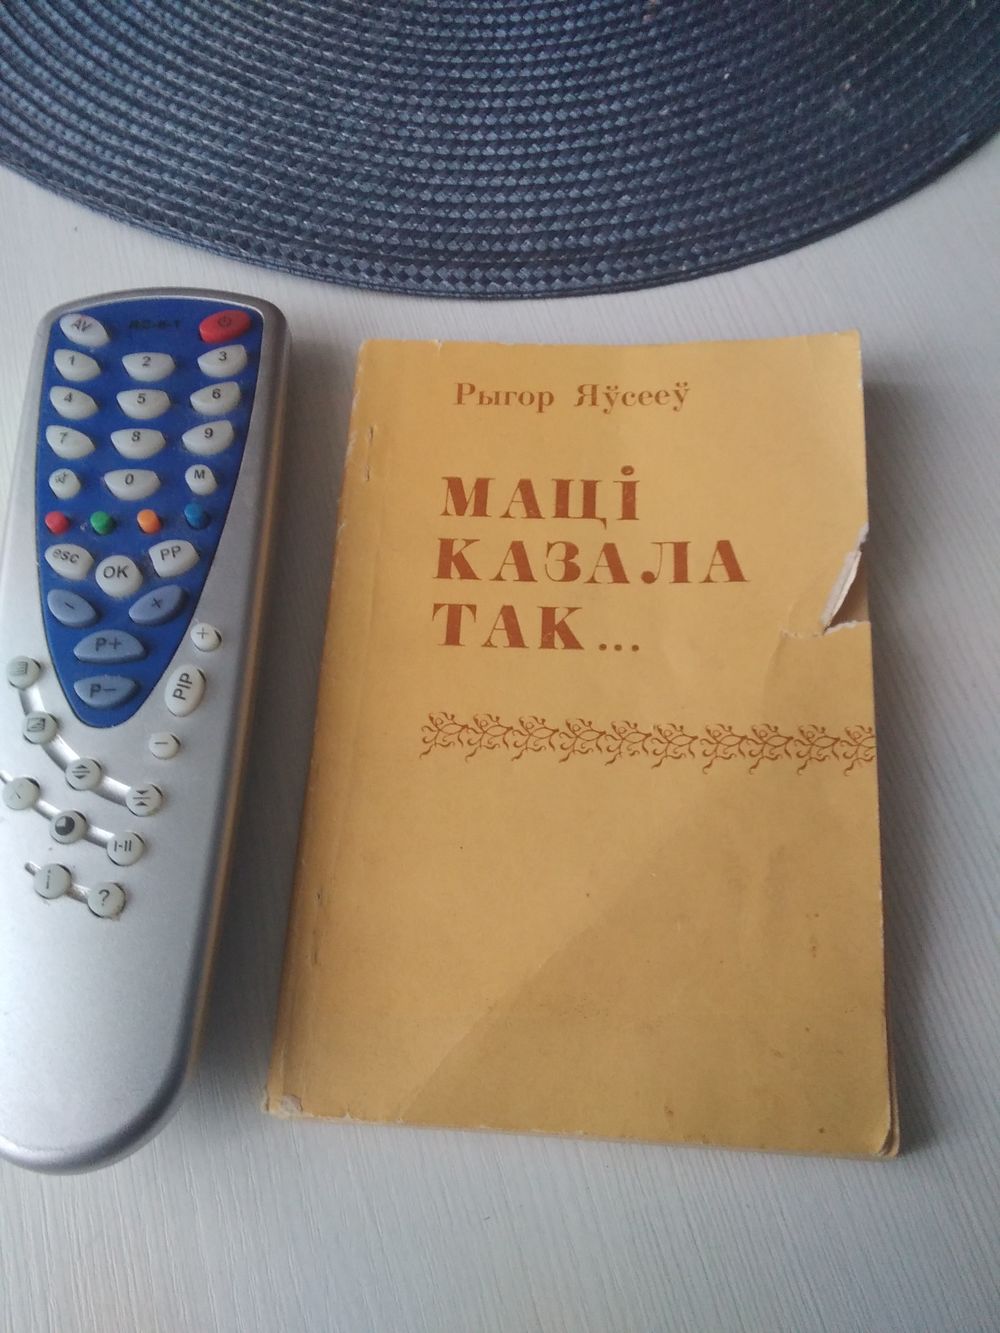 Рыгор Яўсееў
МАЦІ
КАЗАЛА
ТАК...
AV
1 2 3
4 5 6
7 8 9
0 M
esc OK PP
P+
P−
+
PIP
−
I-II
i ?